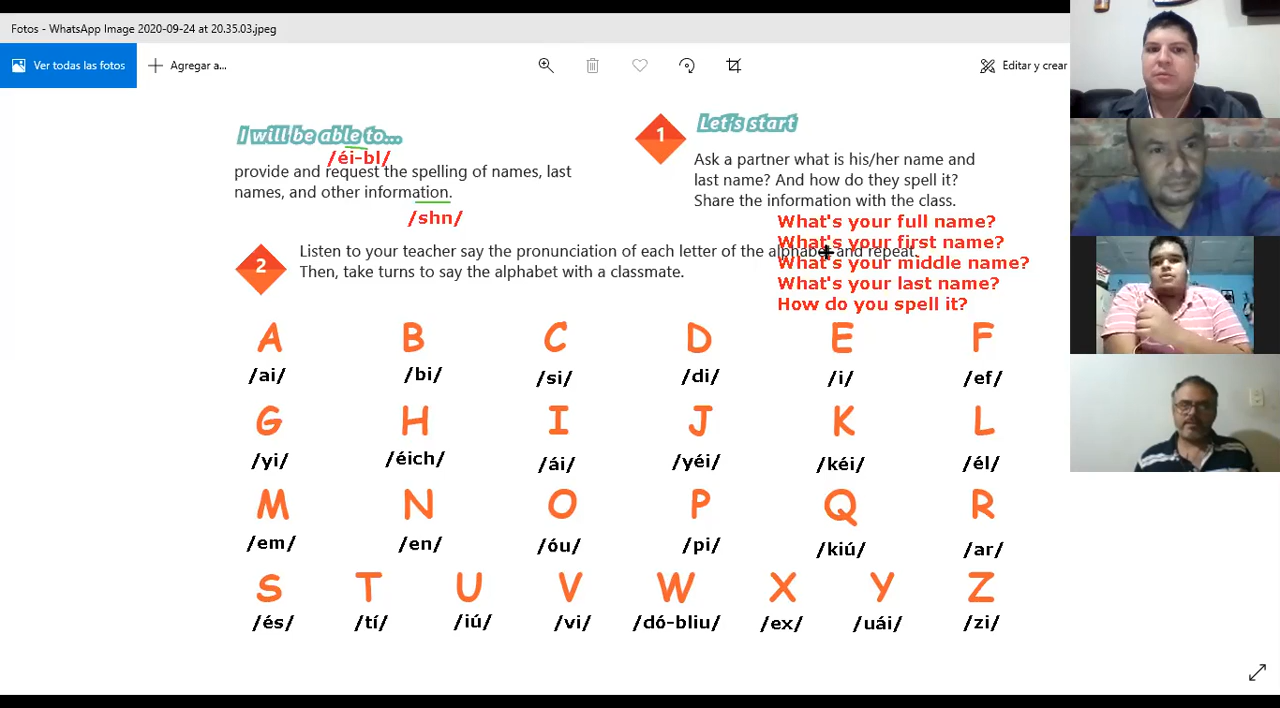 Fotos - WhatsApp Image 2020-09-24 at 20.35.03.jpeg
Ver todas las fotos
Agregar a...
Editar y crear
I will be able to...
/éi-bl/
provide and request the spelling of names, last
names, and other information.
/shn/
1
Let's start
Ask a partner what is his/her name and
last name? And how do they spell it?
Share the information with the class.
What's your full name?
What's your first name?
What's your middle name?
What's your last name?
How do you spell it?
2
Listen to your teacher say the pronunciation of each letter of the alphabet and repeat.
Then, take turns to say the alphabet with a classmate.
A B C D E F
/ai/ /bi/ /si/ /di/ /i/ /ef/
G H I J K L
/yi/ /éich/ /ái/ /yéi/ /kéi/ /él/
M N O P Q R
/em/ /en/ /óu/ /pi/ /kiú/ /ar/
S T U V W X Y Z
/és/ /tí/ /iú/ /vi/ /dó-bliu/ /ex/ /uái/ /zi/